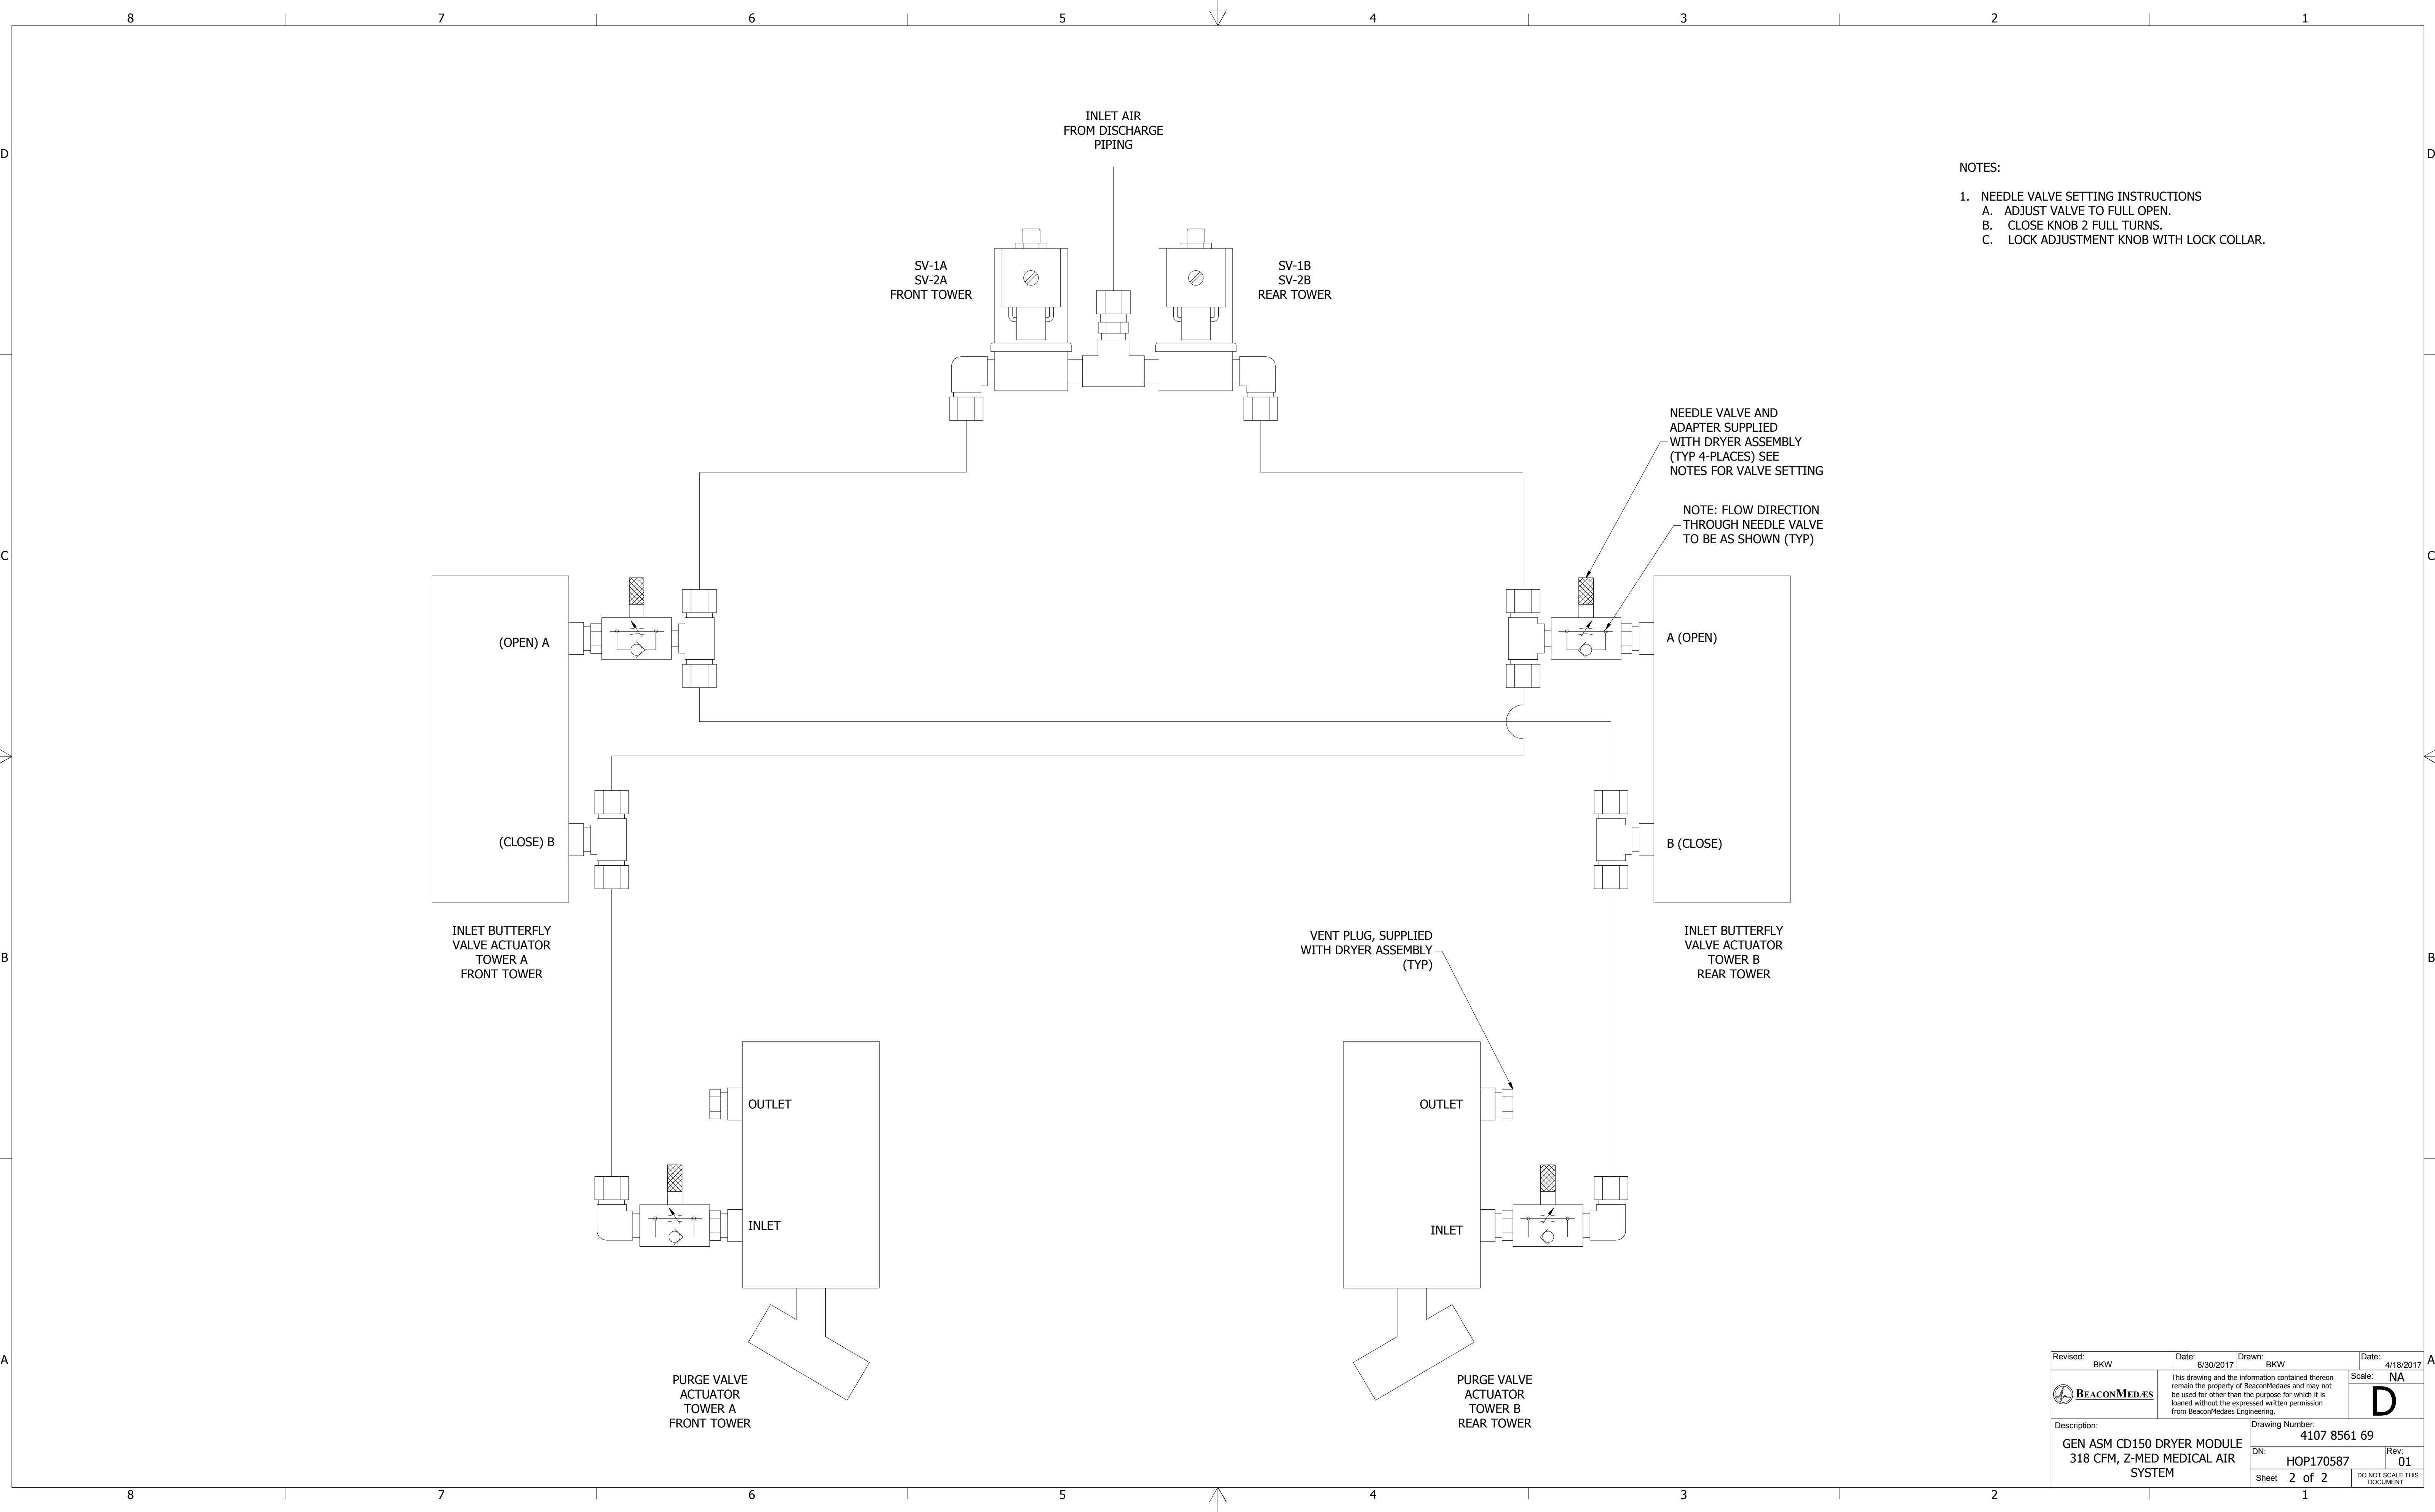 8 7 6 5 4 3 2 1
INLET AIR
FROM DISCHARGE
PIPING
D
D
NOTES:
1. NEEDLE VALVE SETTING INSTRUCTIONS
A. ADJUST VALVE TO FULL OPEN.
B. CLOSE KNOB 2 FULL TURNS.
C. LOCK ADJUSTMENT KNOB WITH LOCK COLLAR.
SV-1A
SV-2A
FRONT TOWER
SV-1B
SV-2B
REAR TOWER
NEEDLE VALVE AND
ADAPTER SUPPLIED
WITH DRYER ASSEMBLY
(TYP 4-PLACES) SEE
NOTES FOR VALVE SETTING
NOTE: FLOW DIRECTION
THROUGH NEEDLE VALVE
TO BE AS SHOWN (TYP)
C
C
(OPEN) A
A (OPEN)
(CLOSE) B
B (CLOSE)
INLET BUTTERFLY
VALVE ACTUATOR
TOWER A
FRONT TOWER
VENT PLUG, SUPPLIED
WITH DRYER ASSEMBLY
(TYP)
INLET BUTTERFLY
VALVE ACTUATOR
TOWER B
REAR TOWER
B
B
OUTLET
OUTLET
INLET
INLET
PURGE VALVE
ACTUATOR
TOWER A
FRONT TOWER
PURGE VALVE
ACTUATOR
TOWER B
REAR TOWER
A
A
Revised:
BKW
Date:
6/30/2017
Drawn:
BKW
Date:
4/18/2017
BEACONMEDÆS
This drawing and the information contained thereon
remain the property of BeaconMedaes and may not
be used for other than the purpose for which it is
loaned without the expressed written permission
from BeaconMedaes Engineering.
Scale: NA
D
Description:
GEN ASM CD150 DRYER MODULE
318 CFM, Z-MED MEDICAL AIR
SYSTEM
Drawing Number:
4107 8561 69
DN:
HOP170587
Rev:
01
Sheet 2 of 2
DO NOT SCALE THIS
DOCUMENT
8 7 6 5 4 3 2 1